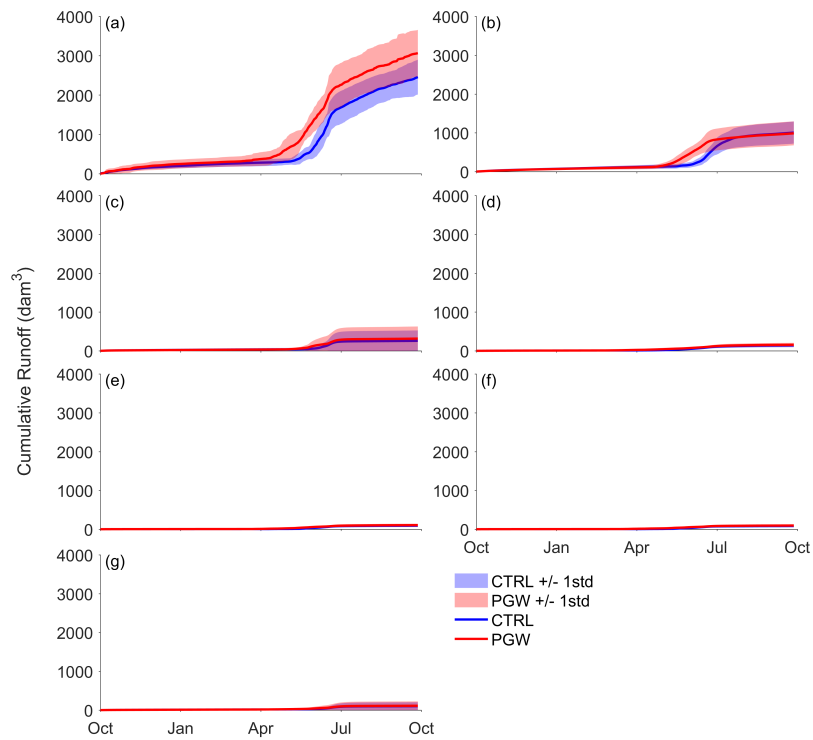 (a)
4000
3000
2000
1000
0
(b)
4000
3000
2000
1000
0
(c)
4000
3000
2000
1000
0
(d)
4000
3000
2000
1000
0
Cumulative Runoff (dam³)
(e)
4000
3000
2000
1000
0
(f)
4000
3000
2000
1000
0
Oct Jan Apr Jul Oct
(g)
4000
3000
2000
1000
0
Oct Jan Apr Jul Oct
CTRL +/- 1std
PGW +/- 1std
CTRL
PGW